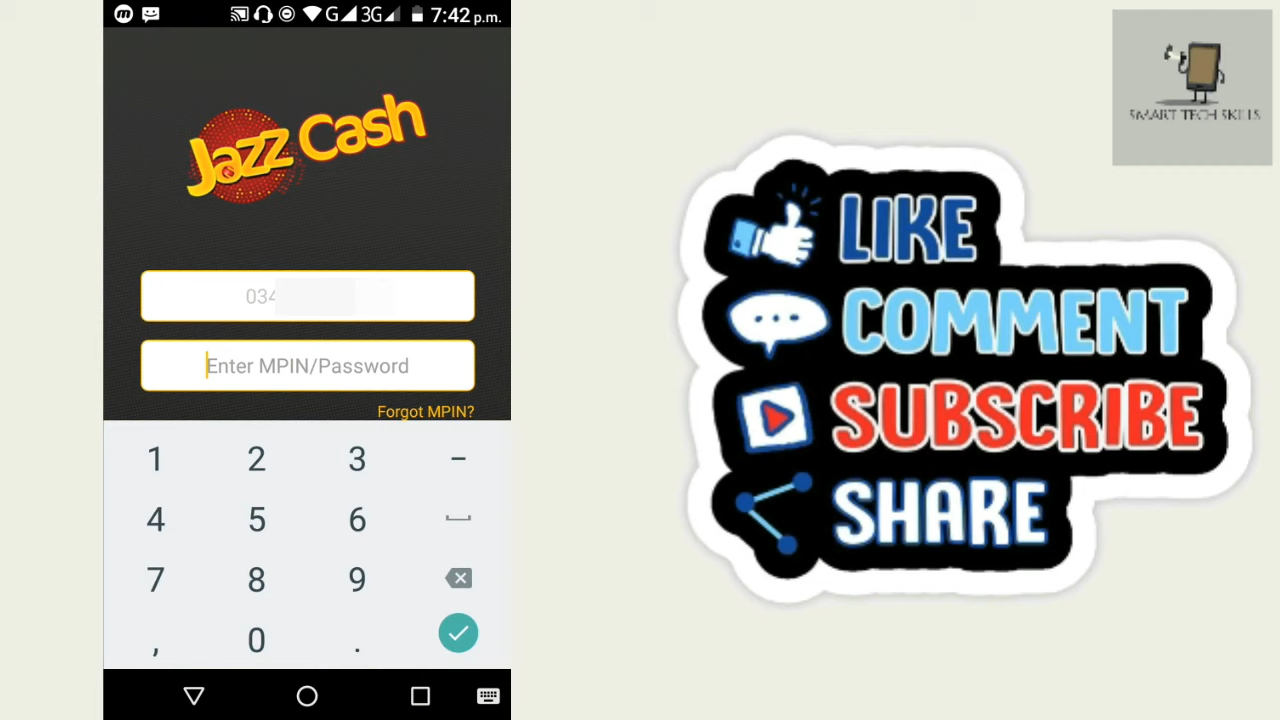 G 3G 7:42 p.m.
Jazz Cash
034
Enter MPIN/Password
Forgot MPIN?
1 2 3 -
4 5 6
7 8 9
, 0 .
SMART TECH SKILLS
LIKE
COMMENT
SUBSCRIBE
SHARE